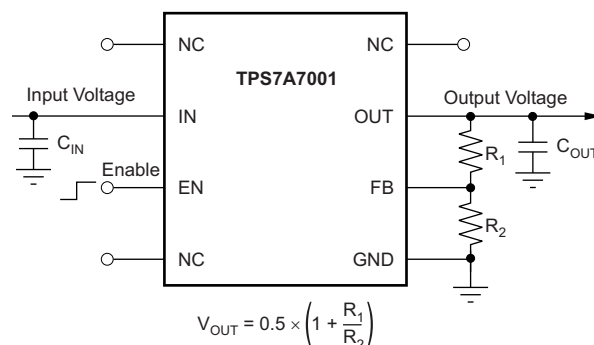 NC
NC
TPS7A7001
Input Voltage
IN
OUT
Output Voltage
C_IN
R_1
C_OUT
Enable
EN
FB
R_2
NC
GND
V_OUT = 0.5 × (1 + R_1/R_2)